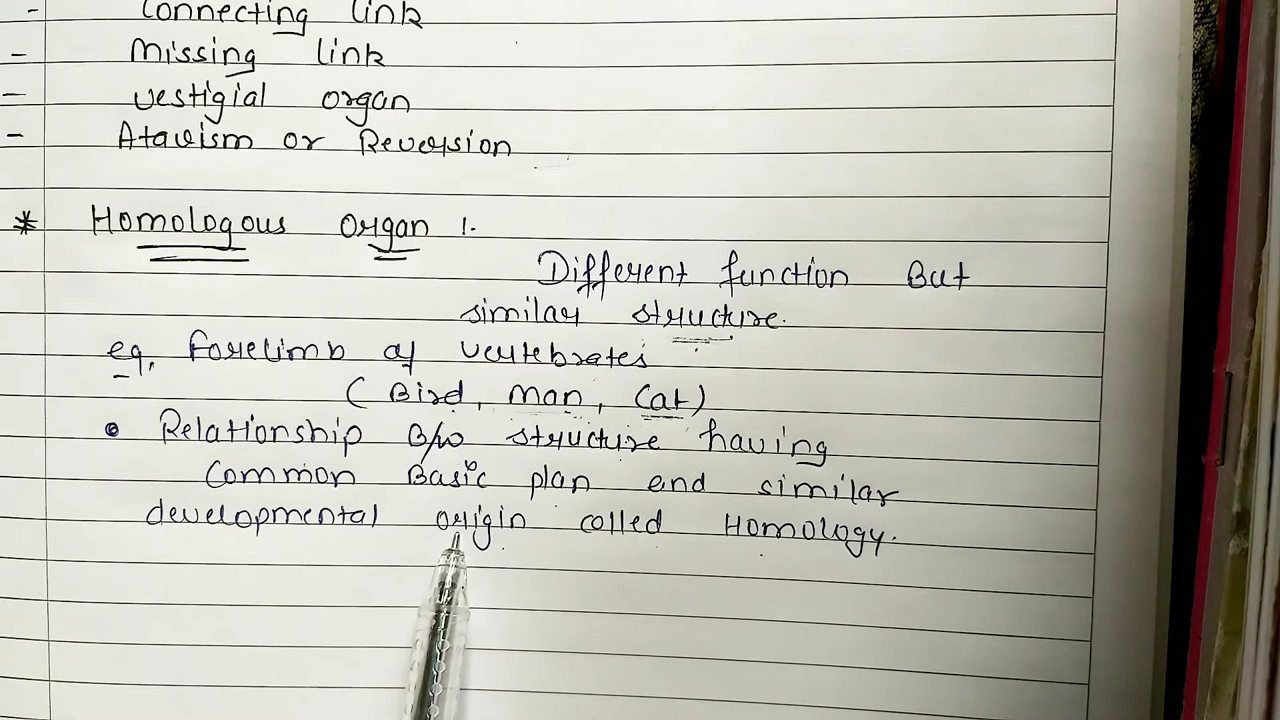 - Connecting link
- Missing link
- vestigial organ
- Atavism or Reversion
* Homologous organ :-
Different function But
similar structure.
eg. forelimb of vertebrates
( Bird, man, Cat)
• Relationship B/w structure having
Common Basic plan end similar
developmental origin called Homology.